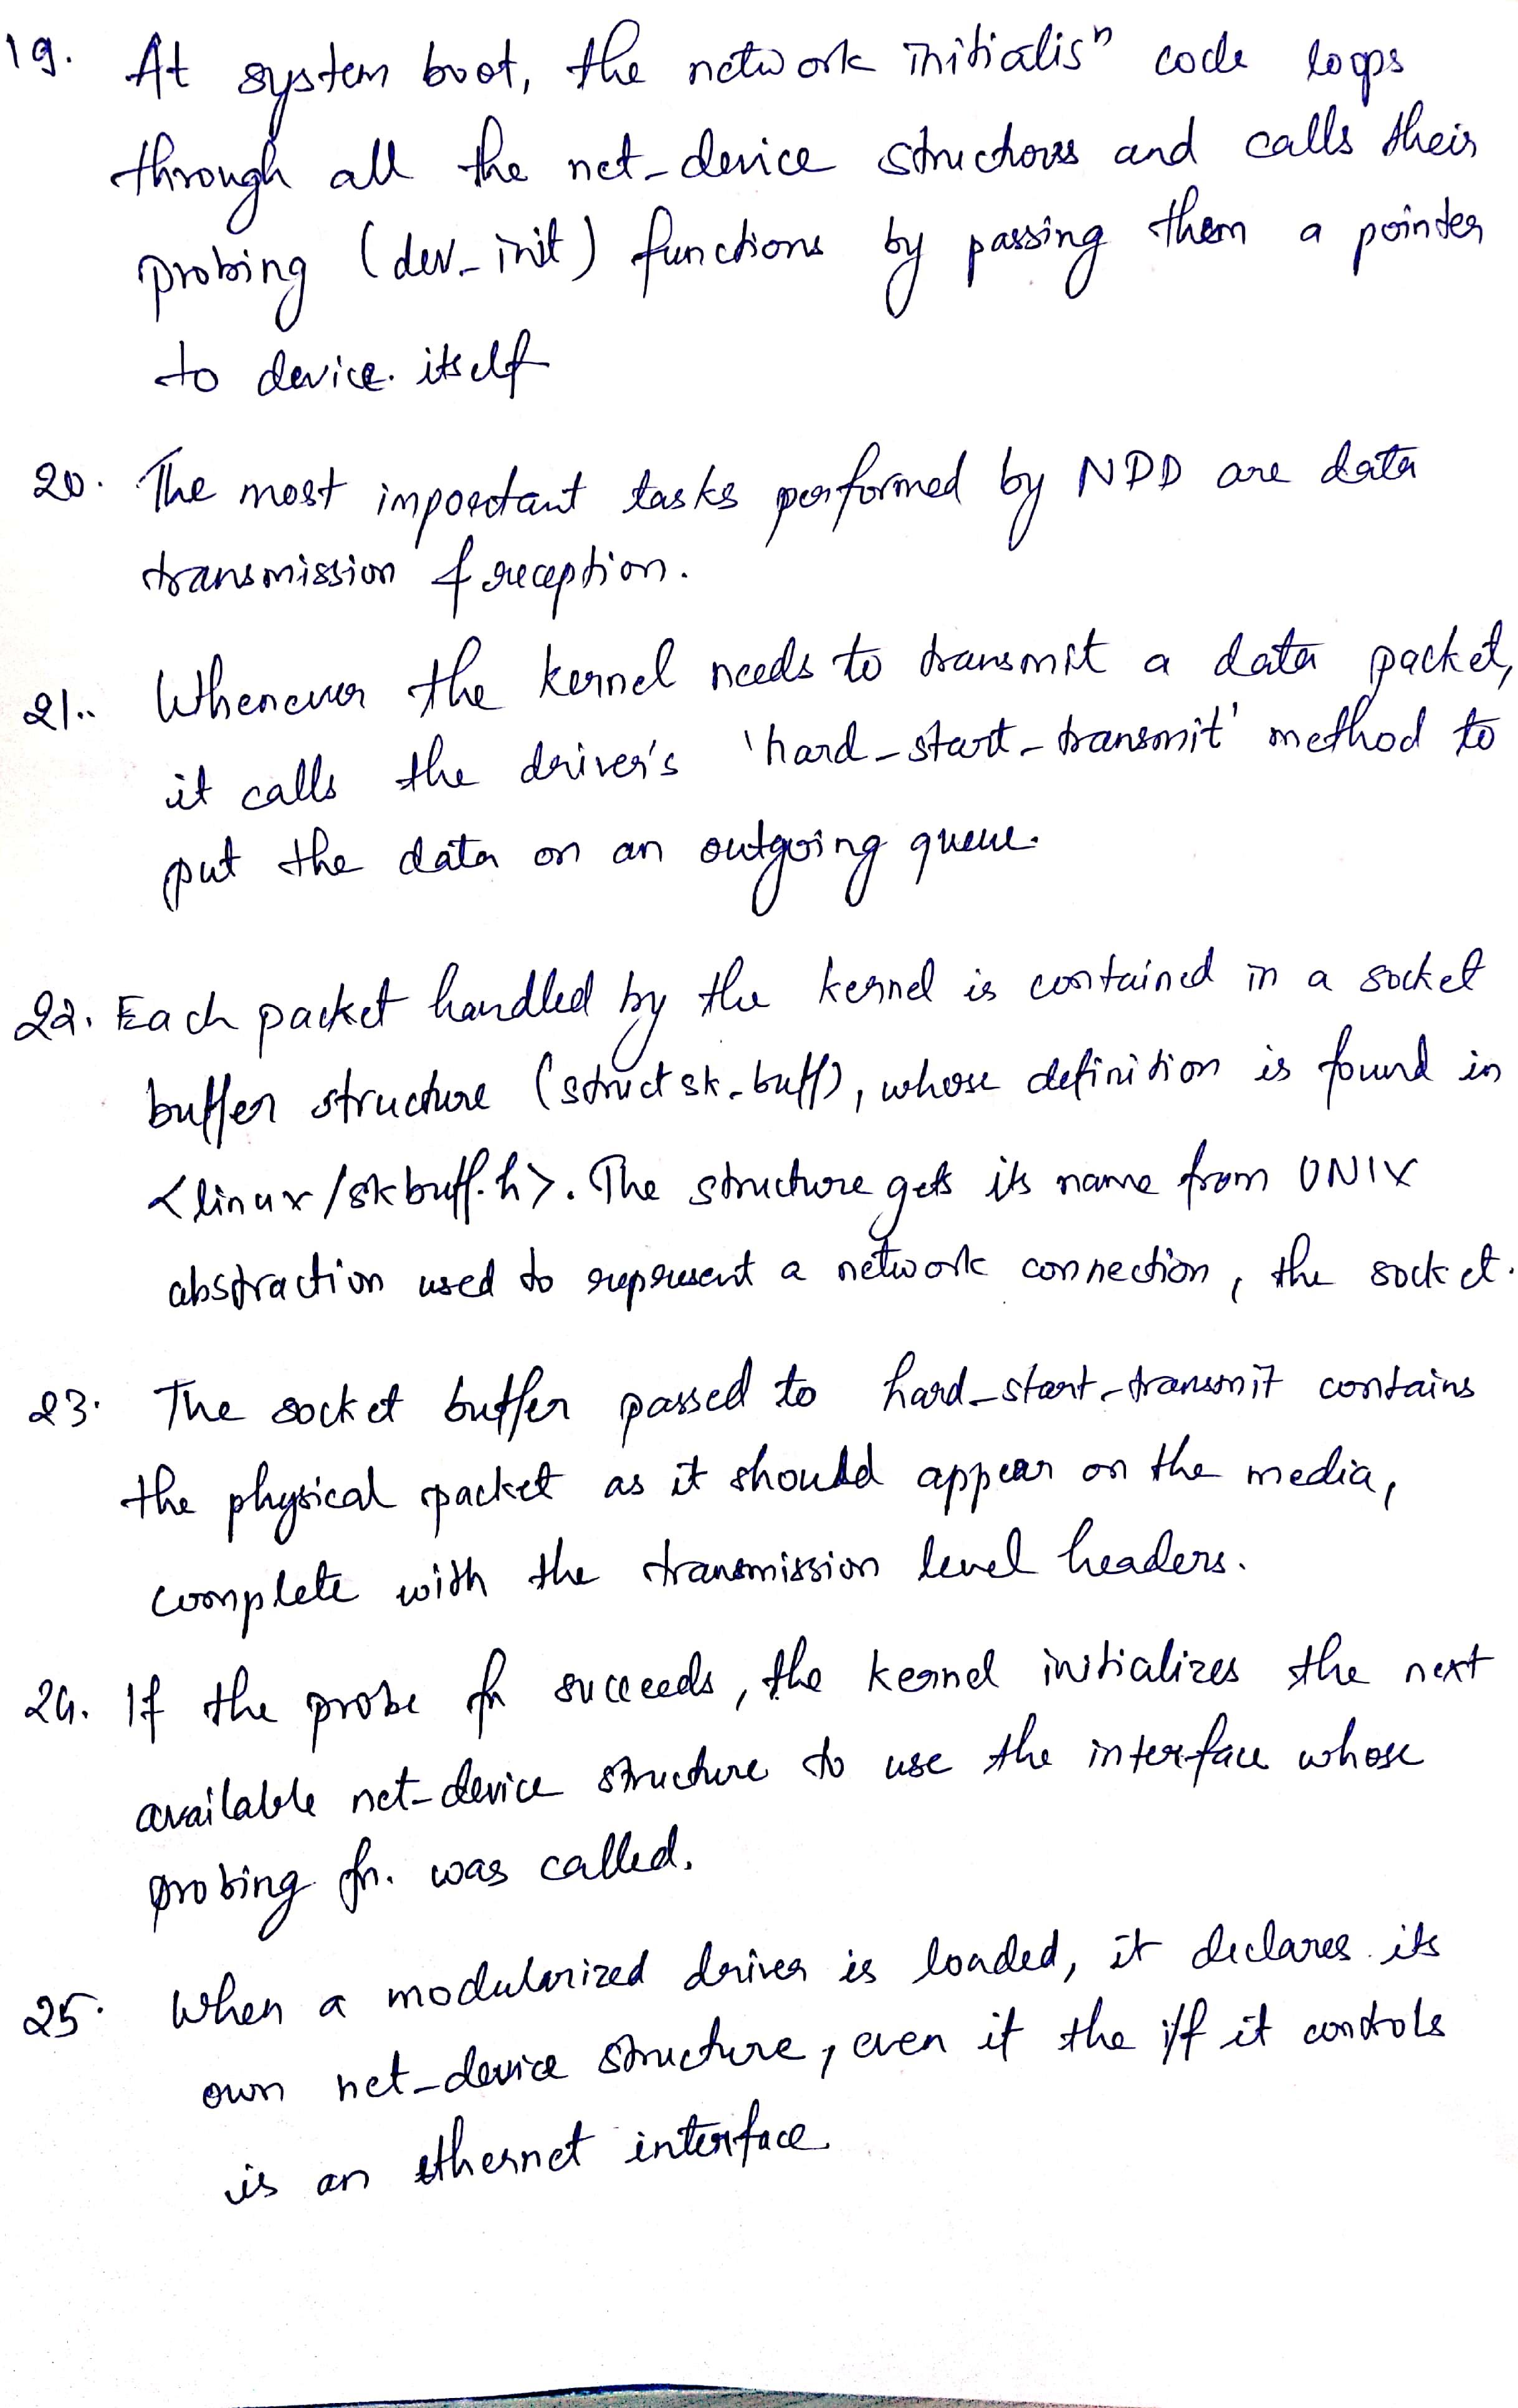 19. At system boot, the network initialisⁿ code loops
through all the net-device structures and calls their
probing (dev_init) functions by passing them a pointer
to device itself
20. The most important tasks performed by NDD are data
transmission & reception.
21. Whenever the kernel needs to transmit a data packet,
it calls the driver's 'hard_start_transmit' method to
put the data on an outgoing queue.
22. Each packet handled by the kernel is contained in a socket
buffer structure (struct sk_buff), whose definition is found in
<linux/skbuff.h>. The structure gets its name from UNIX
abstraction used to represent a network connection, the socket.
23. The socket buffer passed to hard_start_transmit contains
the physical packet as it should appear on the media,
complete with the transmission level headers.
24. If the probe fn succeeds, the kernel initializes the next
available net-device structure to use the interface whose
probing fn. was called.
25. When a modularized driver is loaded, it declares its
own net-device structure, even if the i/f it controls
is an ethernet interface